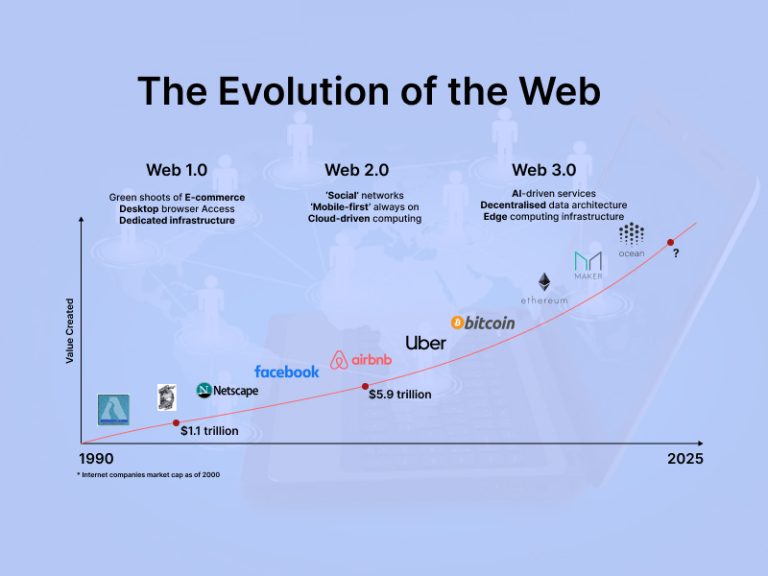 The Evolution of the Web
Web 1.0
Green shoots of E-commerce
Desktop browser Access
Dedicated infrastructure
Web 2.0
‘Social’ networks
‘Mobile-first’ always on
Cloud-driven computing
Web 3.0
AI-driven services
Decentralised data architecture
Edge computing infrastructure
Value Created
Netscape
facebook
airbnb
Uber
bitcoin
ethereum
MAKER
ocean
?
$1.1 trillion
$5.9 trillion
1990
2025
* Internet companies market cap as of 2000